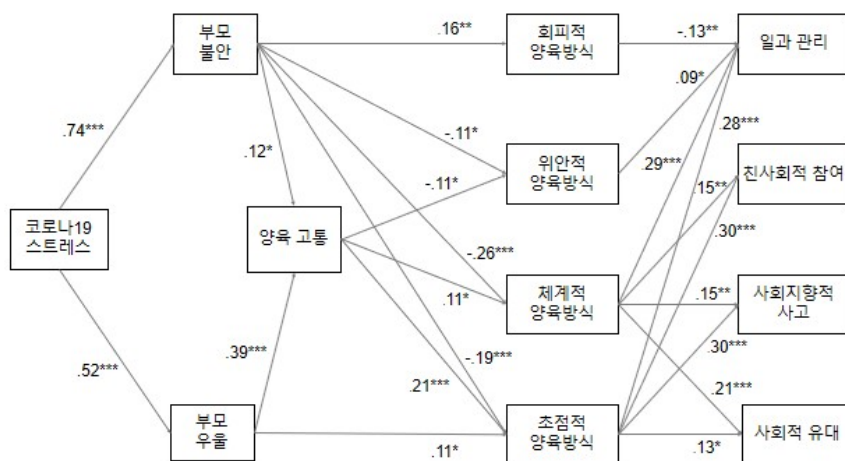 부모
불안
.16**
회피적
양육방식
-.13**
일과 관리
.09*
.74***
-.11*
.28***
.12*
위안적
양육방식
.29***
-.11*
.15**
친사회적 참여
코로나19
스트레스
양육 고통
-.26***
.30***
.11*
체계적
양육방식
.15**
사회지향적
사고
.39***
-.19***
.30***
.52***
.21***
.21***
부모
우울
.11*
초점적
양육방식
.13*
사회적 유대